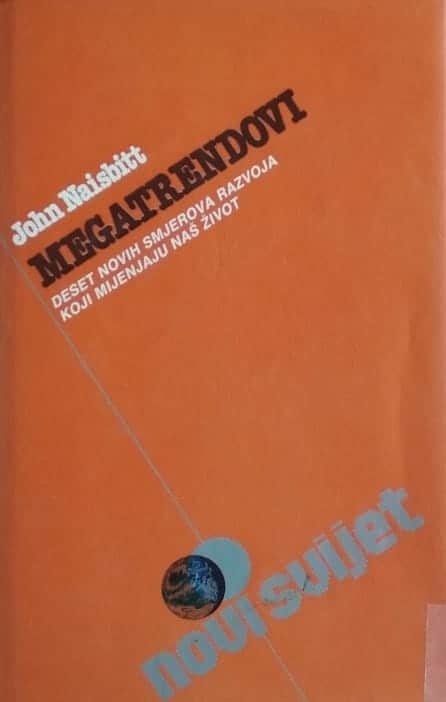 John Naisbitt
MEGATRENDOVI
DESET NOVIH SMJEROVA RAZVOJA
KOJI MIJENJAJU NAŠ ŽIVOT
novi svijet